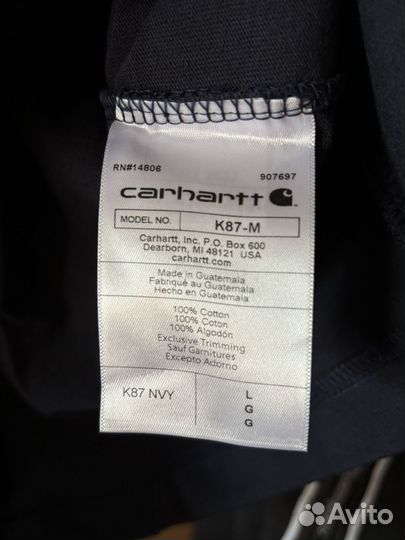 RN#14806 907697
carhartt
MODEL NO. K87-M
Carhartt, Inc. P.O. Box 600
Dearborn, MI 48121 USA
carhartt.com
Made in Guatemala
Fabriqué au Guatemala
Hecho en Guatemala
100% Cotton
100% Coton
100% Algodón
Exclusive Trimming
Sauf Garnitures
Excepto Adorno
K87 NVY L
G
G
Avito